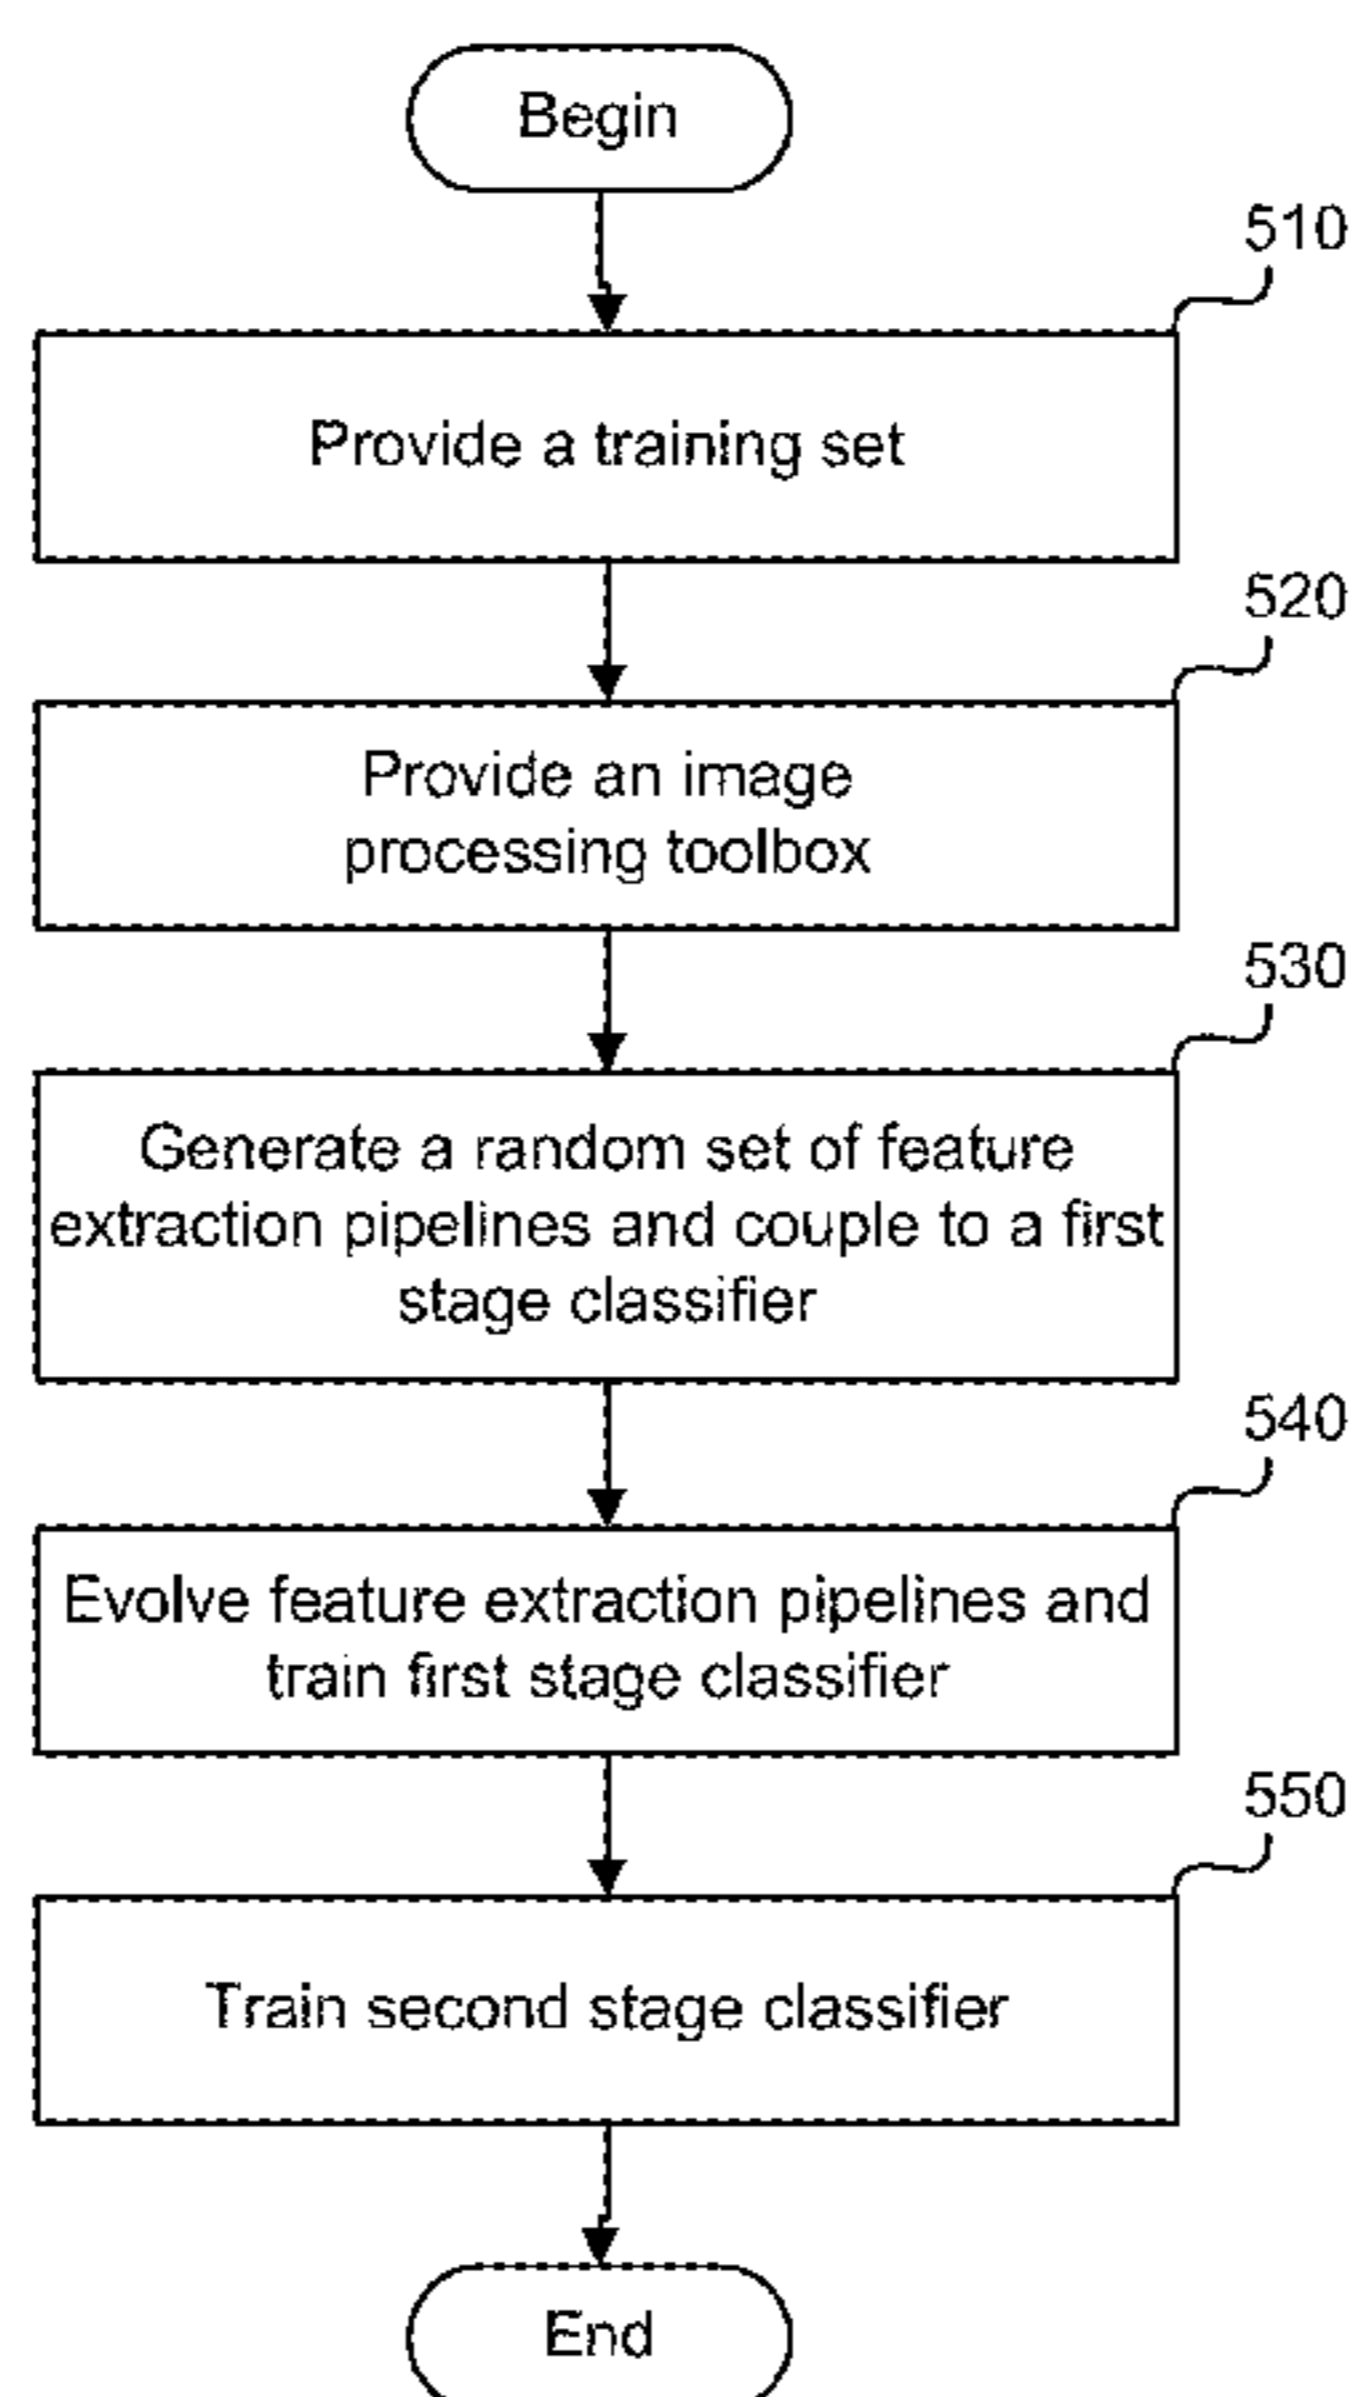 Begin
510
Provide a training set
520
Provide an image
processing toolbox
530
Generate a random set of feature
extraction pipelines and couple to a first
stage classifier
540
Evolve feature extraction pipelines and
train first stage classifier
550
Train second stage classifier
End